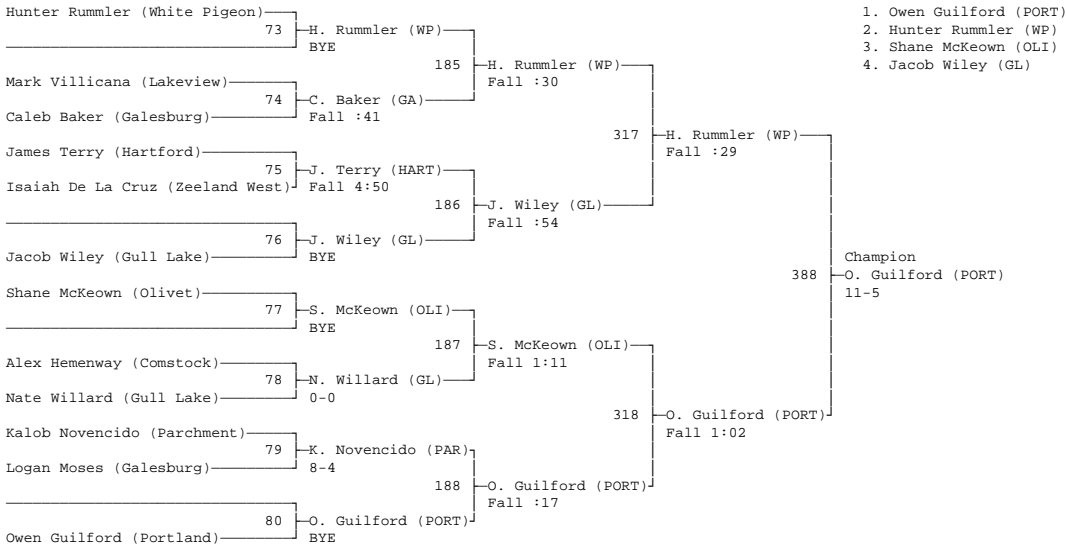 Hunter Rummler (White Pigeon)
1. Owen Guilford (PORT)
73 H. Rummler (WP)
2. Hunter Rummler (WP)
BYE
3. Shane McKeown (OLI)
185 H. Rummler (WP)
4. Jacob Wiley (GL)
Mark Villicana (Lakeview)
Fall :30
74 C. Baker (GA)
Caleb Baker (Galesburg)
Fall :41
317 H. Rummler (WP)
James Terry (Hartford)
Fall :29
75 J. Terry (HART)
Isaiah De La Cruz (Zeeland West)
Fall 4:50
186 J. Wiley (GL)
Fall :54
76 J. Wiley (GL)
Jacob Wiley (Gull Lake)
BYE
Champion
388 O. Guilford (PORT)
Shane McKeown (Olivet)
11-5
77 S. McKeown (OLI)
BYE
187 S. McKeown (OLI)
Alex Hemenway (Comstock)
Fall 1:11
78 N. Willard (GL)
Nate Willard (Gull Lake)
0-0
318 O. Guilford (PORT)
Kalob Novencido (Parchment)
Fall 1:02
79 K. Novencido (PAR)
Logan Moses (Galesburg)
8-4
188 O. Guilford (PORT)
Fall :17
80 O. Guilford (PORT)
Owen Guilford (Portland)
BYE